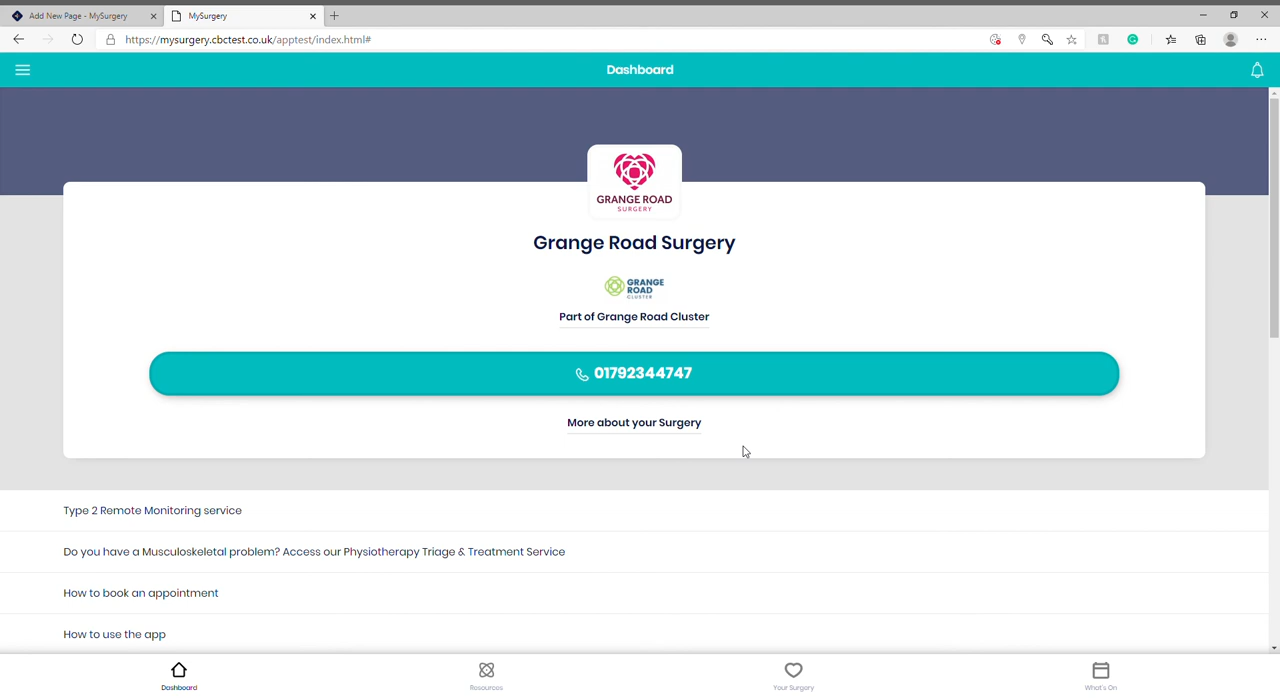 Add New Page - MySurgery
MySurgery
https://mysurgery.cbctest.co.uk/apptest/index.html#
Dashboard
GRANGE ROAD
SURGERY
Grange Road Surgery
GRANGE
ROAD
CLUSTER
Part of Grange Road Cluster
01792344747
More about your Surgery
Type 2 Remote Monitoring service
Do you have a Musculoskeletal problem? Access our Physiotherapy Triage & Treatment Service
How to book an appointment
How to use the app
Dashboard
Resources
Your Surgery
What's On